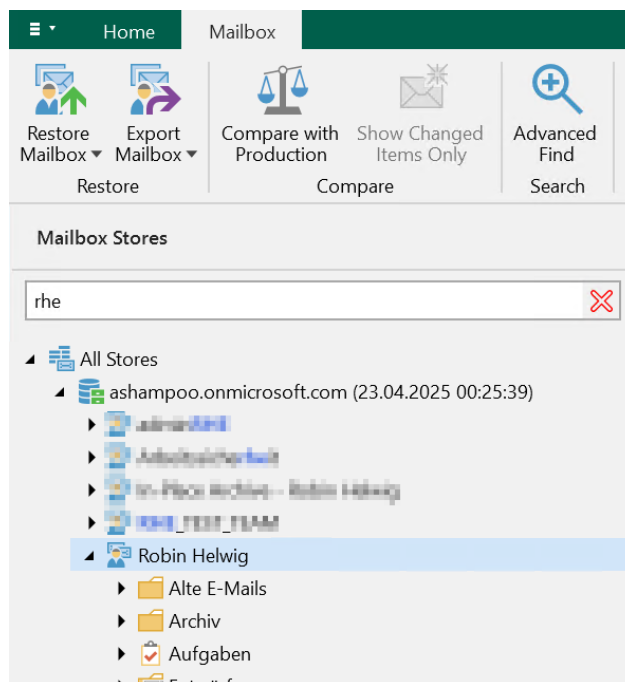 Home Mailbox
Restore Mailbox Export Mailbox Compare with Production Show Changed Items Only Advanced Find
Restore Compare Search
Mailbox Stores
rhe
All Stores
ashampoo.onmicrosoft.com (23.04.2025 00:25:39)
Robin Helwig
Alte E-Mails
Archiv
Aufgaben